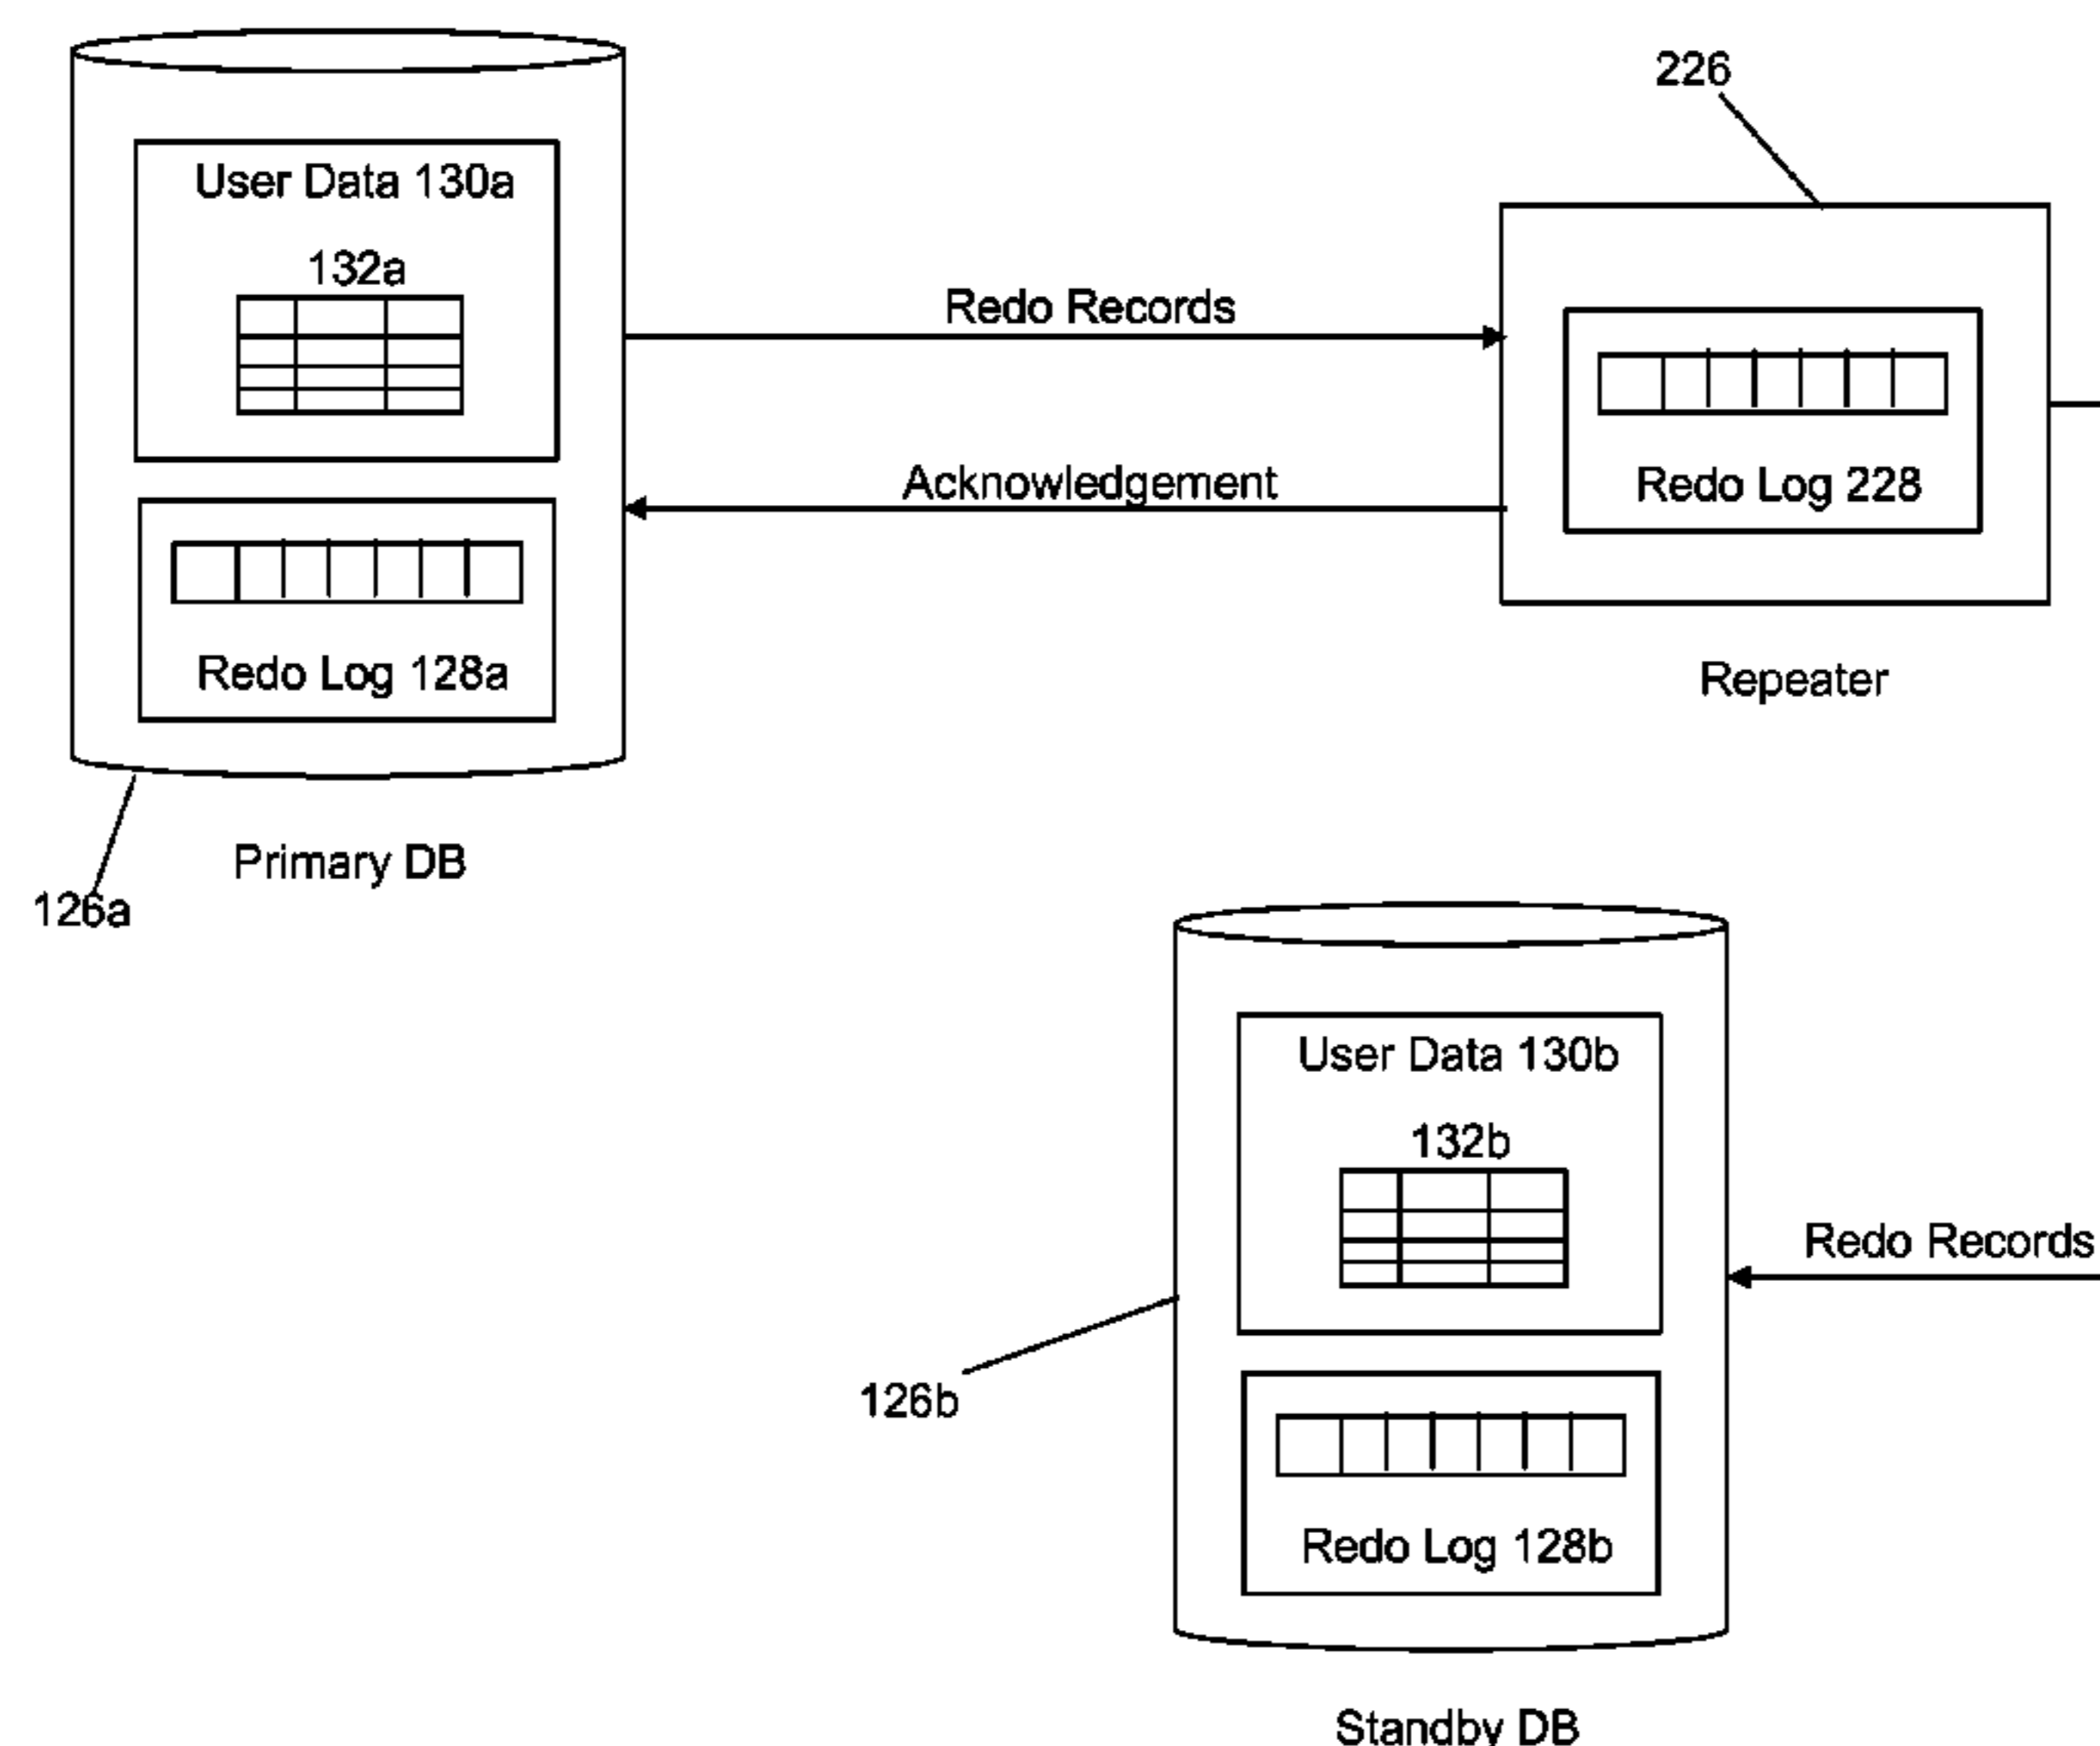 226
User Data 130a
132a
Redo Records
Acknowledgement
Redo Log 228
Redo Log 128a
Repeater
Primary DB
126a
User Data 130b
132b
Redo Records
126b
Redo Log 128b
Standby DB